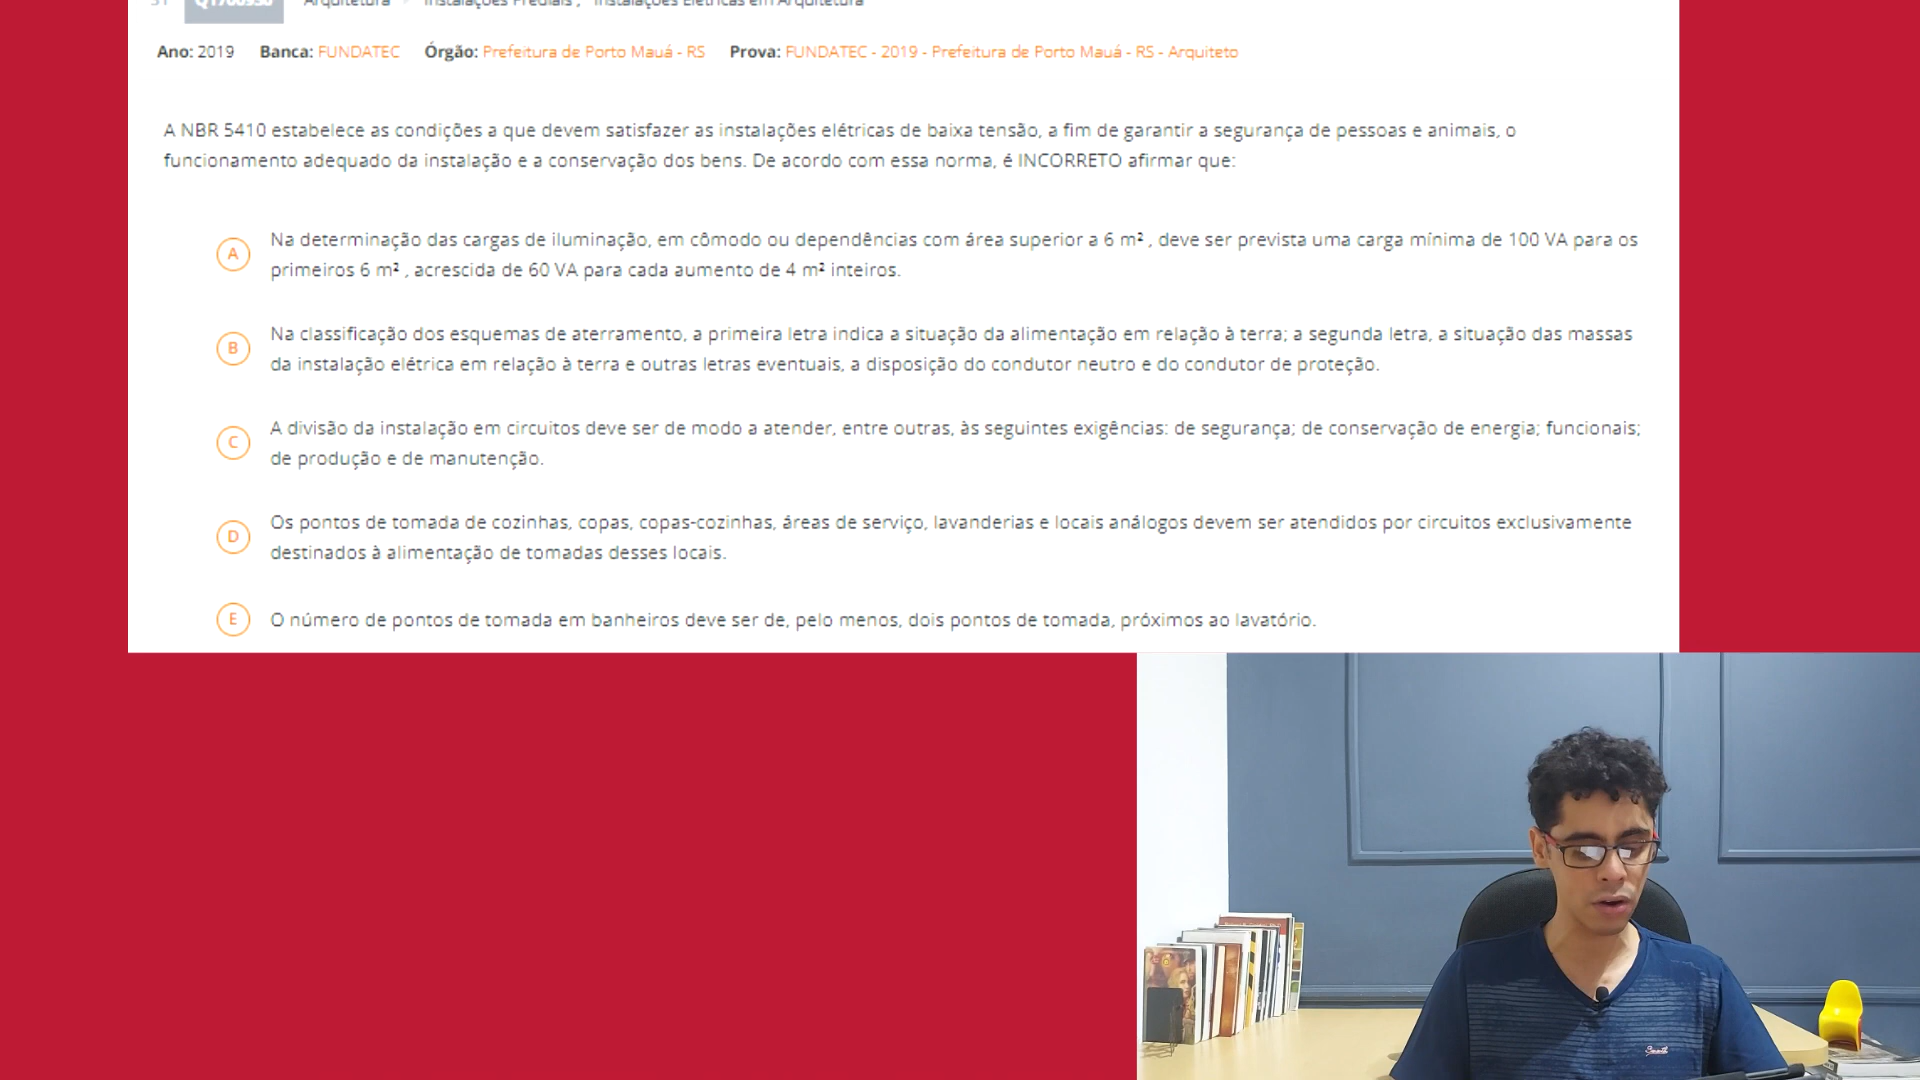 31 Q1700930 Arquitetura Instalações Prediais , Instalações Elétricas em Arquitetura
Ano: 2019 Banca: FUNDATEC Órgão: Prefeitura de Porto Mauá - RS Prova: FUNDATEC - 2019 - Prefeitura de Porto Mauá - RS - Arquiteto
A NBR 5410 estabelece as condições a que devem satisfazer as instalações elétricas de baixa tensão, a fim de garantir a segurança de pessoas e animais, o
funcionamento adequado da instalação e a conservação dos bens. De acordo com essa norma, é INCORRETO afirmar que:
A Na determinação das cargas de iluminação, em cômodo ou dependências com área superior a 6 m² , deve ser prevista uma carga mínima de 100 VA para os
primeiros 6 m² , acrescida de 60 VA para cada aumento de 4 m² inteiros.
B Na classificação dos esquemas de aterramento, a primeira letra indica a situação da alimentação em relação à terra; a segunda letra, a situação das massas
da instalação elétrica em relação à terra e outras letras eventuais, a disposição do condutor neutro e do condutor de proteção.
C A divisão da instalação em circuitos deve ser de modo a atender, entre outras, às seguintes exigências: de segurança; de conservação de energia; funcionais;
de produção e de manutenção.
D Os pontos de tomada de cozinhas, copas, copas-cozinhas, áreas de serviço, lavanderias e locais análogos devem ser atendidos por circuitos exclusivamente
destinados à alimentação de tomadas desses locais.
E O número de pontos de tomada em banheiros deve ser de, pelo menos, dois pontos de tomada, próximos ao lavatório.